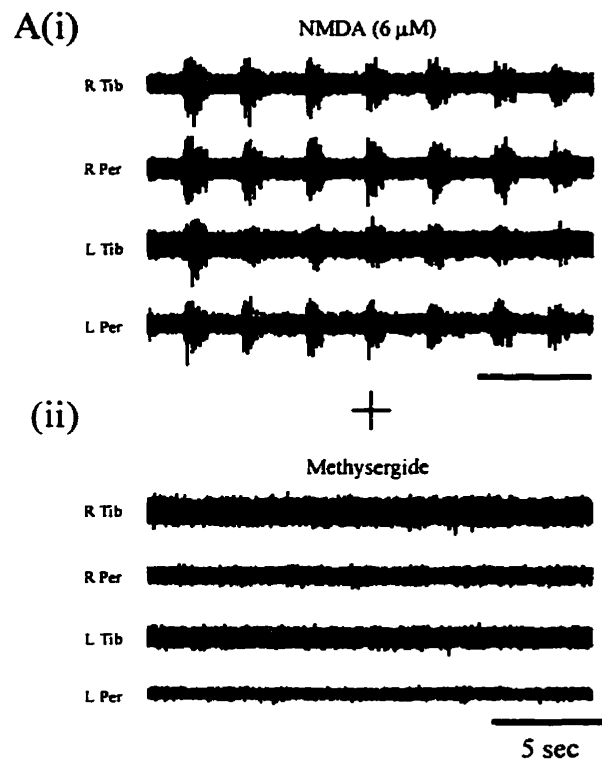 A(i)
NMDA (6 μM)
R Tib
R Per
L Tib
L Per
+
(ii)
Methysergide
R Tib
R Per
L Tib
L Per
5 sec